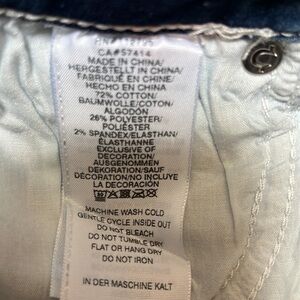 CA#57414
MADE IN CHINA/
HERGESTELLT IN CHINA/
FABRIQUÉ EN CHINE/
HECHO EN CHINA
72% COTTON/
BAUMWOLLE/COTON/
ALGODÓN
26% POLYESTER/
POLIÉSTER
2% SPANDEX/ELASTHAN/
ÉLASTHANNE
EXCLUSIVE OF
DECORATION/
AUSGENOMMEN
DEKORATION/SAUF
DÉCORATION/NO INCLUYE
LA DECORACIÓN
MACHINE WASH COLD
GENTLE CYCLE INSIDE OUT
DO NOT BLEACH
DO NOT TUMBLE DRY
FLAT OR HANG DRY
DO NOT IRON
IN DER MASCHINE KALT